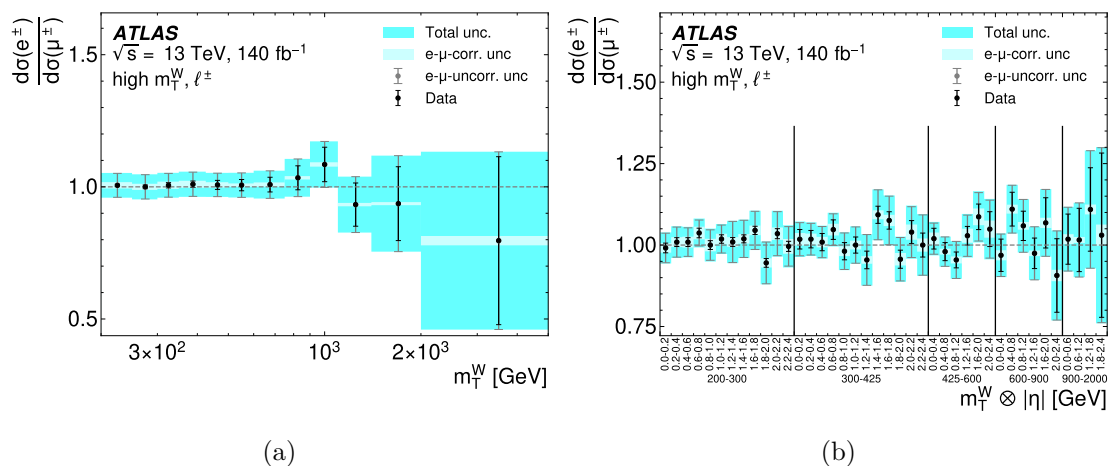 dσ(e±)
dσ(μ±)
ATLAS
√s = 13 TeV, 140 fb⁻¹
high m_T^W, ℓ±
Total unc.
e-μ-corr. unc
e-μ-uncorr. unc
Data
1.5
1.0
0.5
3×10²
10³
2×10³
m_T^W [GeV]
(a)
dσ(e±)
dσ(μ±)
ATLAS
√s = 13 TeV, 140 fb⁻¹
high m_T^W, ℓ±
Total unc.
e-μ-corr. unc
e-μ-uncorr. unc
Data
1.50
1.25
1.00
0.75
0.0-0.2
0.2-0.4
0.4-0.6
0.6-0.8
0.8-1.0
1.0-1.2
1.2-1.4
1.4-1.6
1.6-1.8
1.8-2.0
2.0-2.2
2.2-2.4
0.0-0.2
0.2-0.4
0.4-0.6
0.6-0.8
0.8-1.0
1.0-1.2
1.2-1.4
1.4-1.6
1.6-1.8
1.8-2.0
2.0-2.2
2.2-2.4
0.0-0.4
0.4-0.8
0.8-1.2
1.2-1.6
1.6-2.0
2.0-2.4
0.0-0.4
0.4-0.8
0.8-1.2
1.2-1.6
1.6-2.0
2.0-2.4
0.0-0.6
0.6-1.2
1.2-1.8
1.8-2.4
200-300
300-425
425-600
600-900
900-2000
m_T^W ⊗ |η| [GeV]
(b)